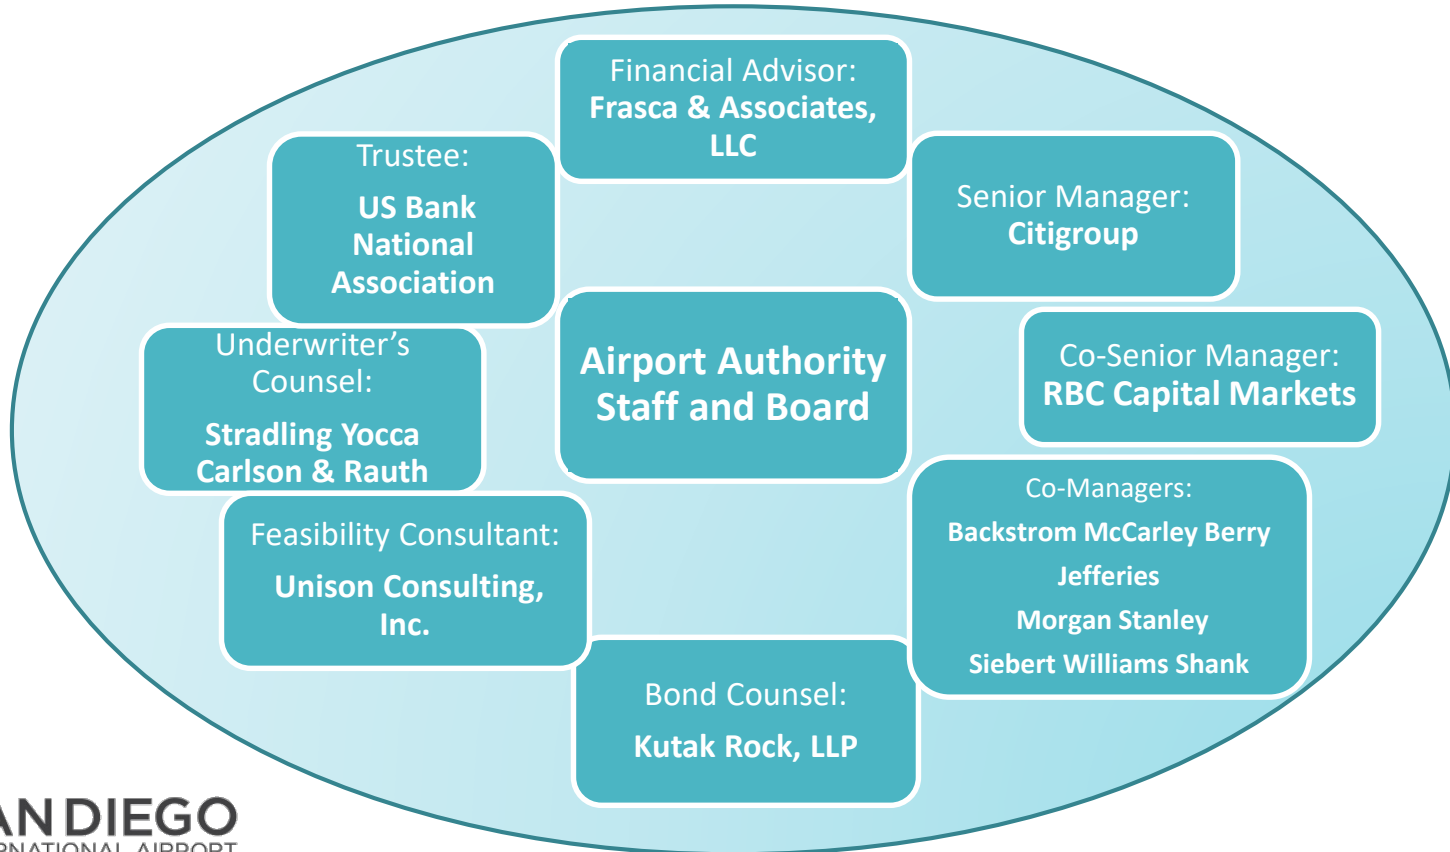 Financial Advisor:
Frasca & Associates,
LLC
Trustee:
US Bank
National
Association
Senior Manager:
Citigroup
Underwriter’s
Counsel:
Stradling Yocca
Carlson & Rauth
Airport Authority
Staff and Board
Co-Senior Manager:
RBC Capital Markets
Feasibility Consultant:
Unison Consulting,
Inc.
Co-Managers:
Backstrom McCarley Berry
Jefferies
Morgan Stanley
Siebert Williams Shank
Bond Counsel:
Kutak Rock, LLP
AN DIEGO
ERNATIONAL AIRPORT